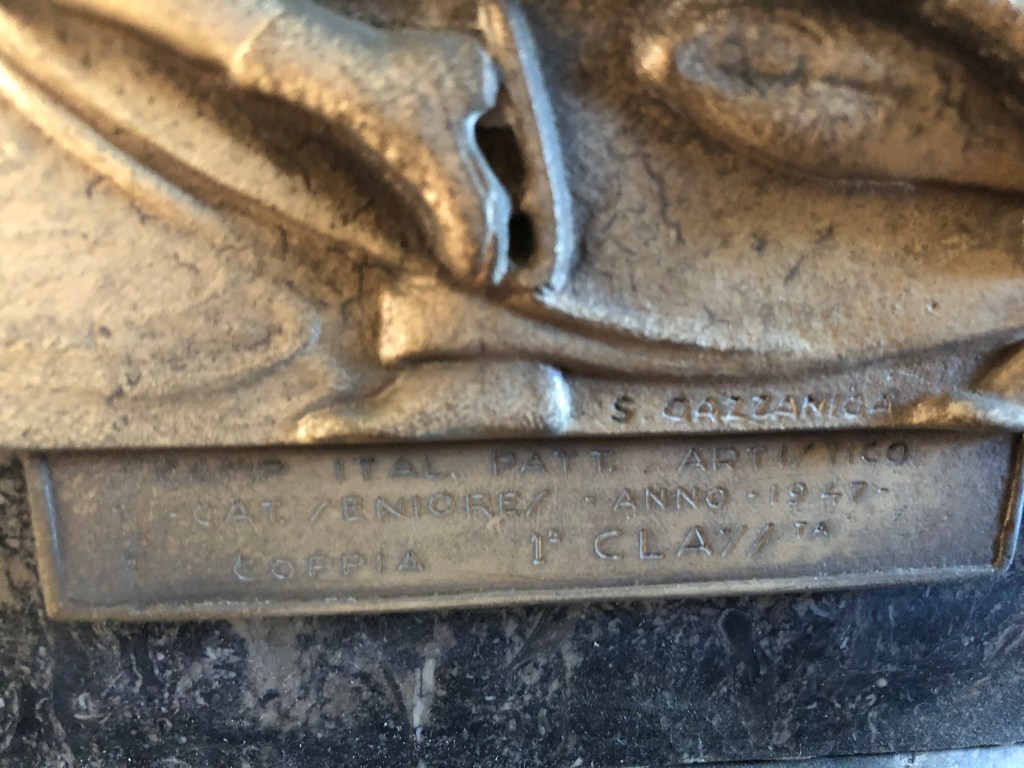 S CAZZANIGA
CAMP ITAL. PATT. ARTISTICO
-CAT. SENIORES - ANNO - 1947-
COPPIA 1ª CLASSTA